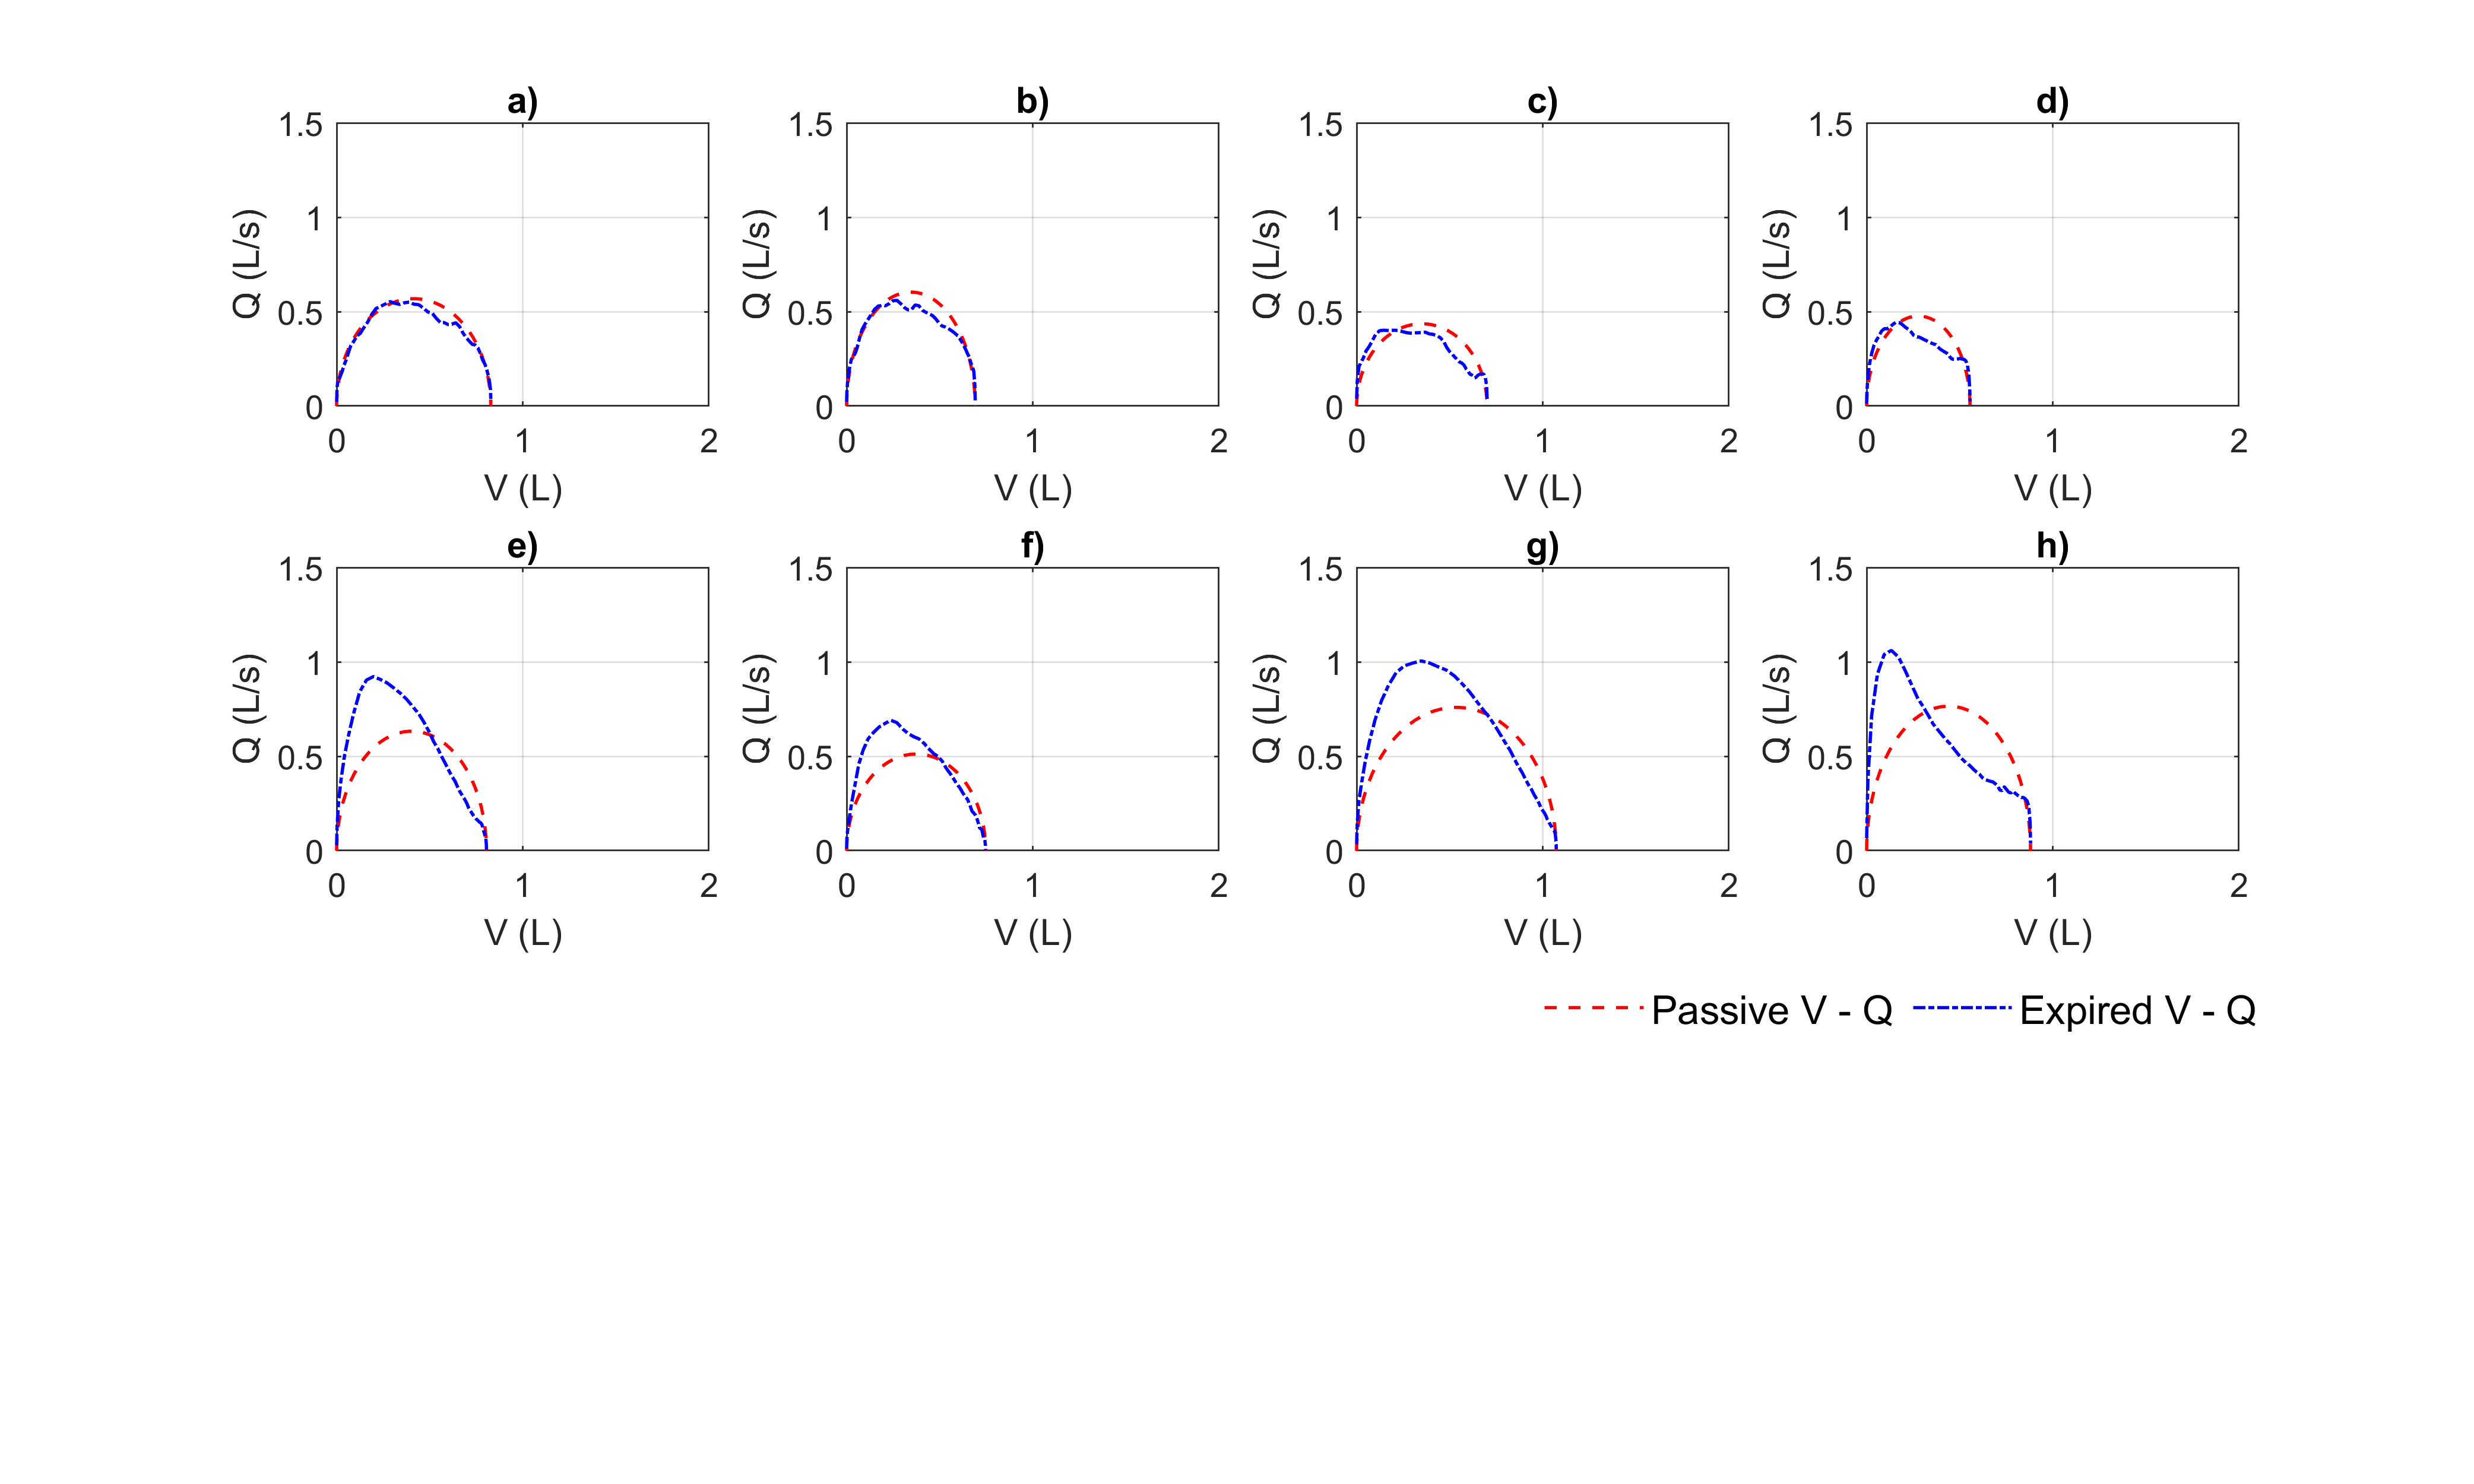 a) b) c) d)
1.5 1.5 1.5 1.5
1 1 1 1
Q (L/s) Q (L/s) Q (L/s) Q (L/s)
0.5 0.5 0.5 0.5
0 0 0 0
0 1 2 0 1 2 0 1 2 0 1 2
V (L) V (L) V (L) V (L)
e) f) g) h)
1.5 1.5 1.5 1.5
1 1 1 1
Q (L/s) Q (L/s) Q (L/s) Q (L/s)
0.5 0.5 0.5 0.5
0 0 0 0
0 1 2 0 1 2 0 1 2 0 1 2
V (L) V (L) V (L) V (L)
Passive V - Q Expired V - Q